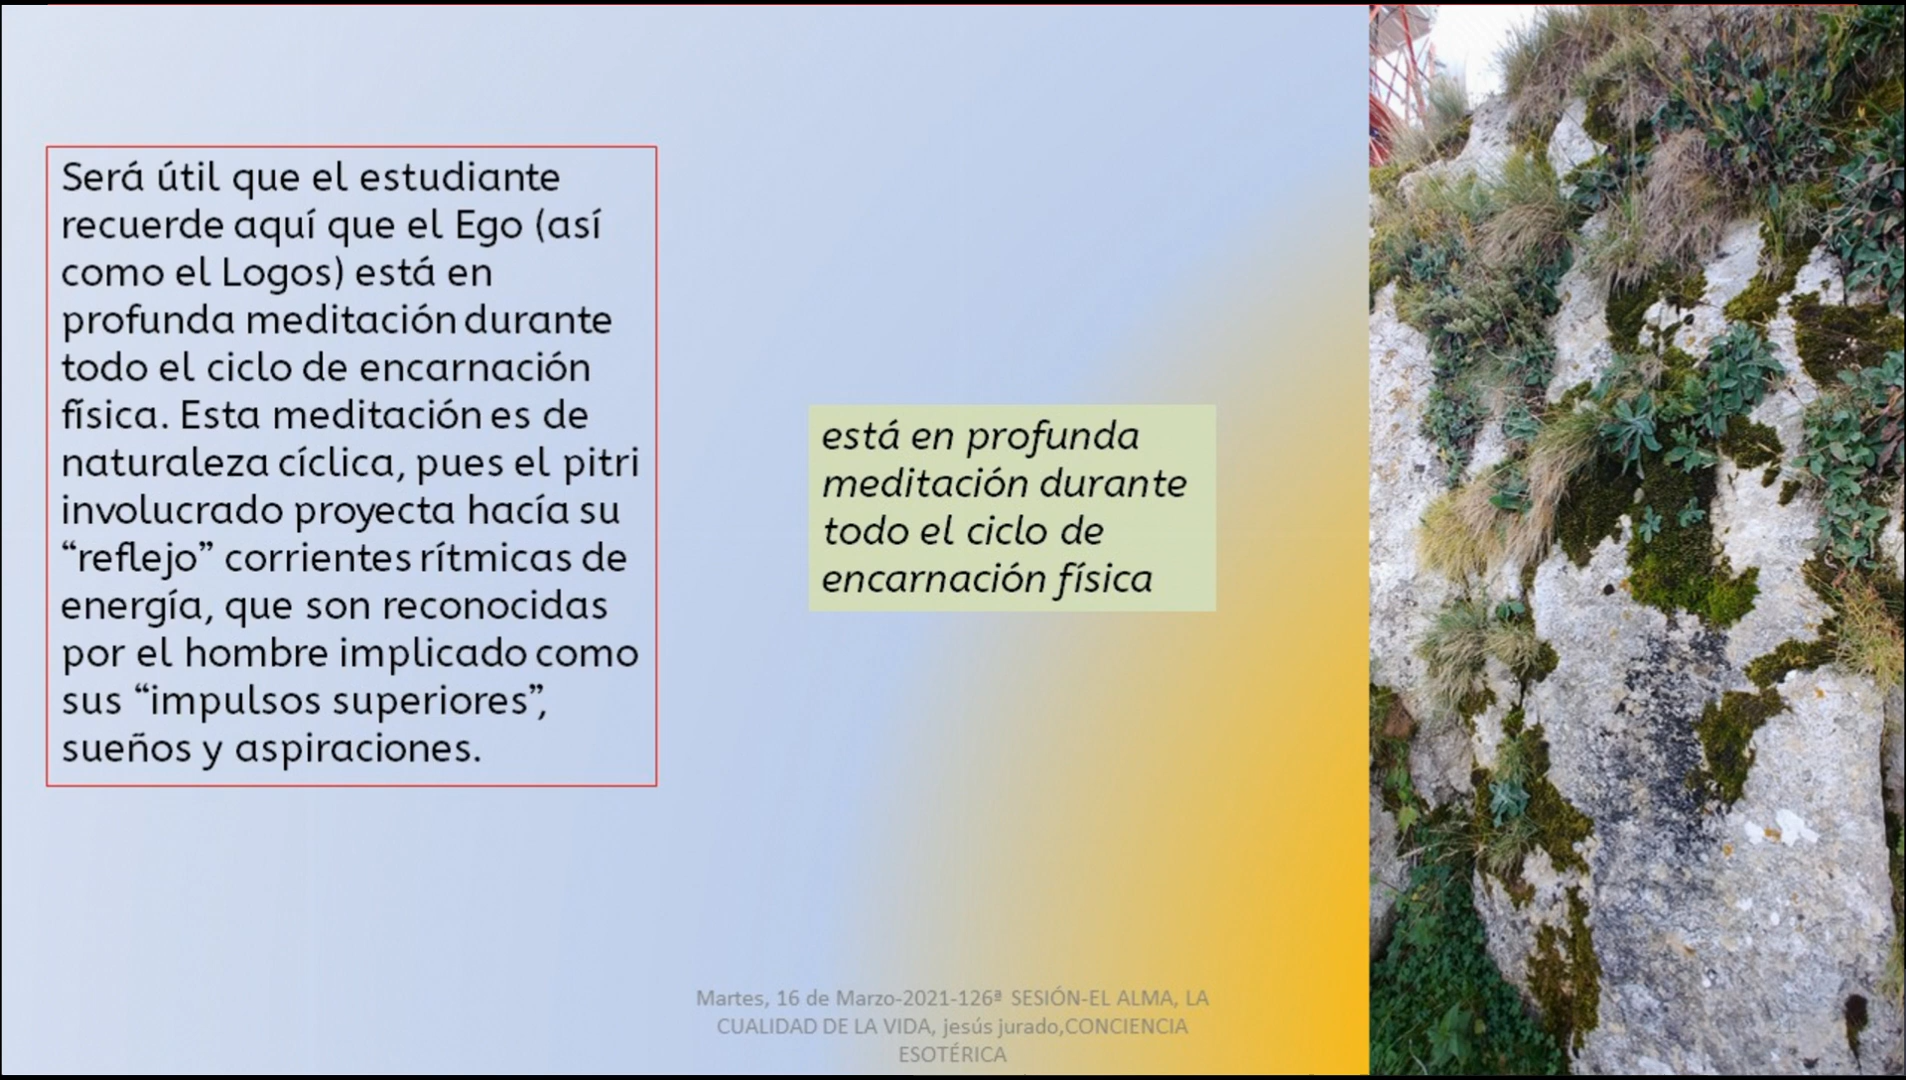 Será útil que el estudiante
recuerde aquí que el Ego (así
como el Logos) está en
profunda meditación durante
todo el ciclo de encarnación
física. Esta meditación es de
naturaleza cíclica, pues el pitri
involucrado proyecta hacía su
“reflejo” corrientes rítmicas de
energía, que son reconocidas
por el hombre implicado como
sus “impulsos superiores”,
sueños y aspiraciones.
está en profunda
meditación durante
todo el ciclo de
encarnación física
Martes, 16 de Marzo-2021-126ª SESIÓN-EL ALMA, LA
CUALIDAD DE LA VIDA, jesús jurado,CONCIENCIA
ESOTÉRICA
21